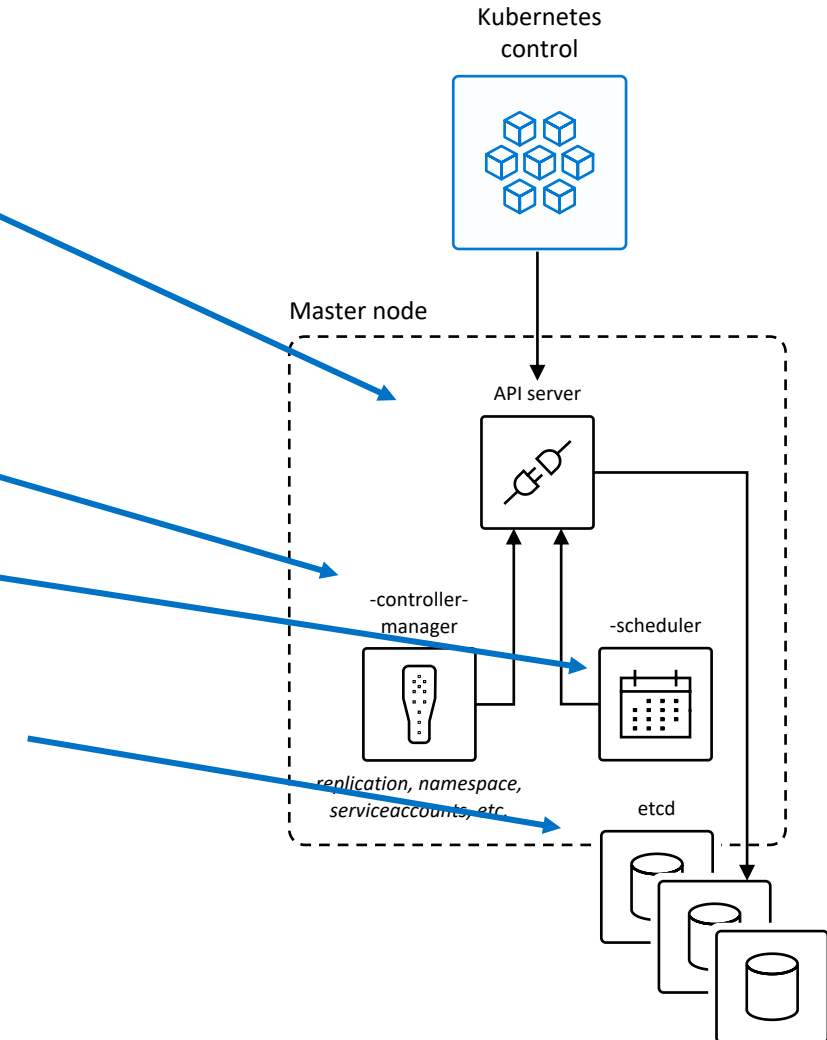 Kubernetes
control
Master node
API server
-controller-
manager
-scheduler
replication, namespace,
serviceaccounts, etc.
etcd